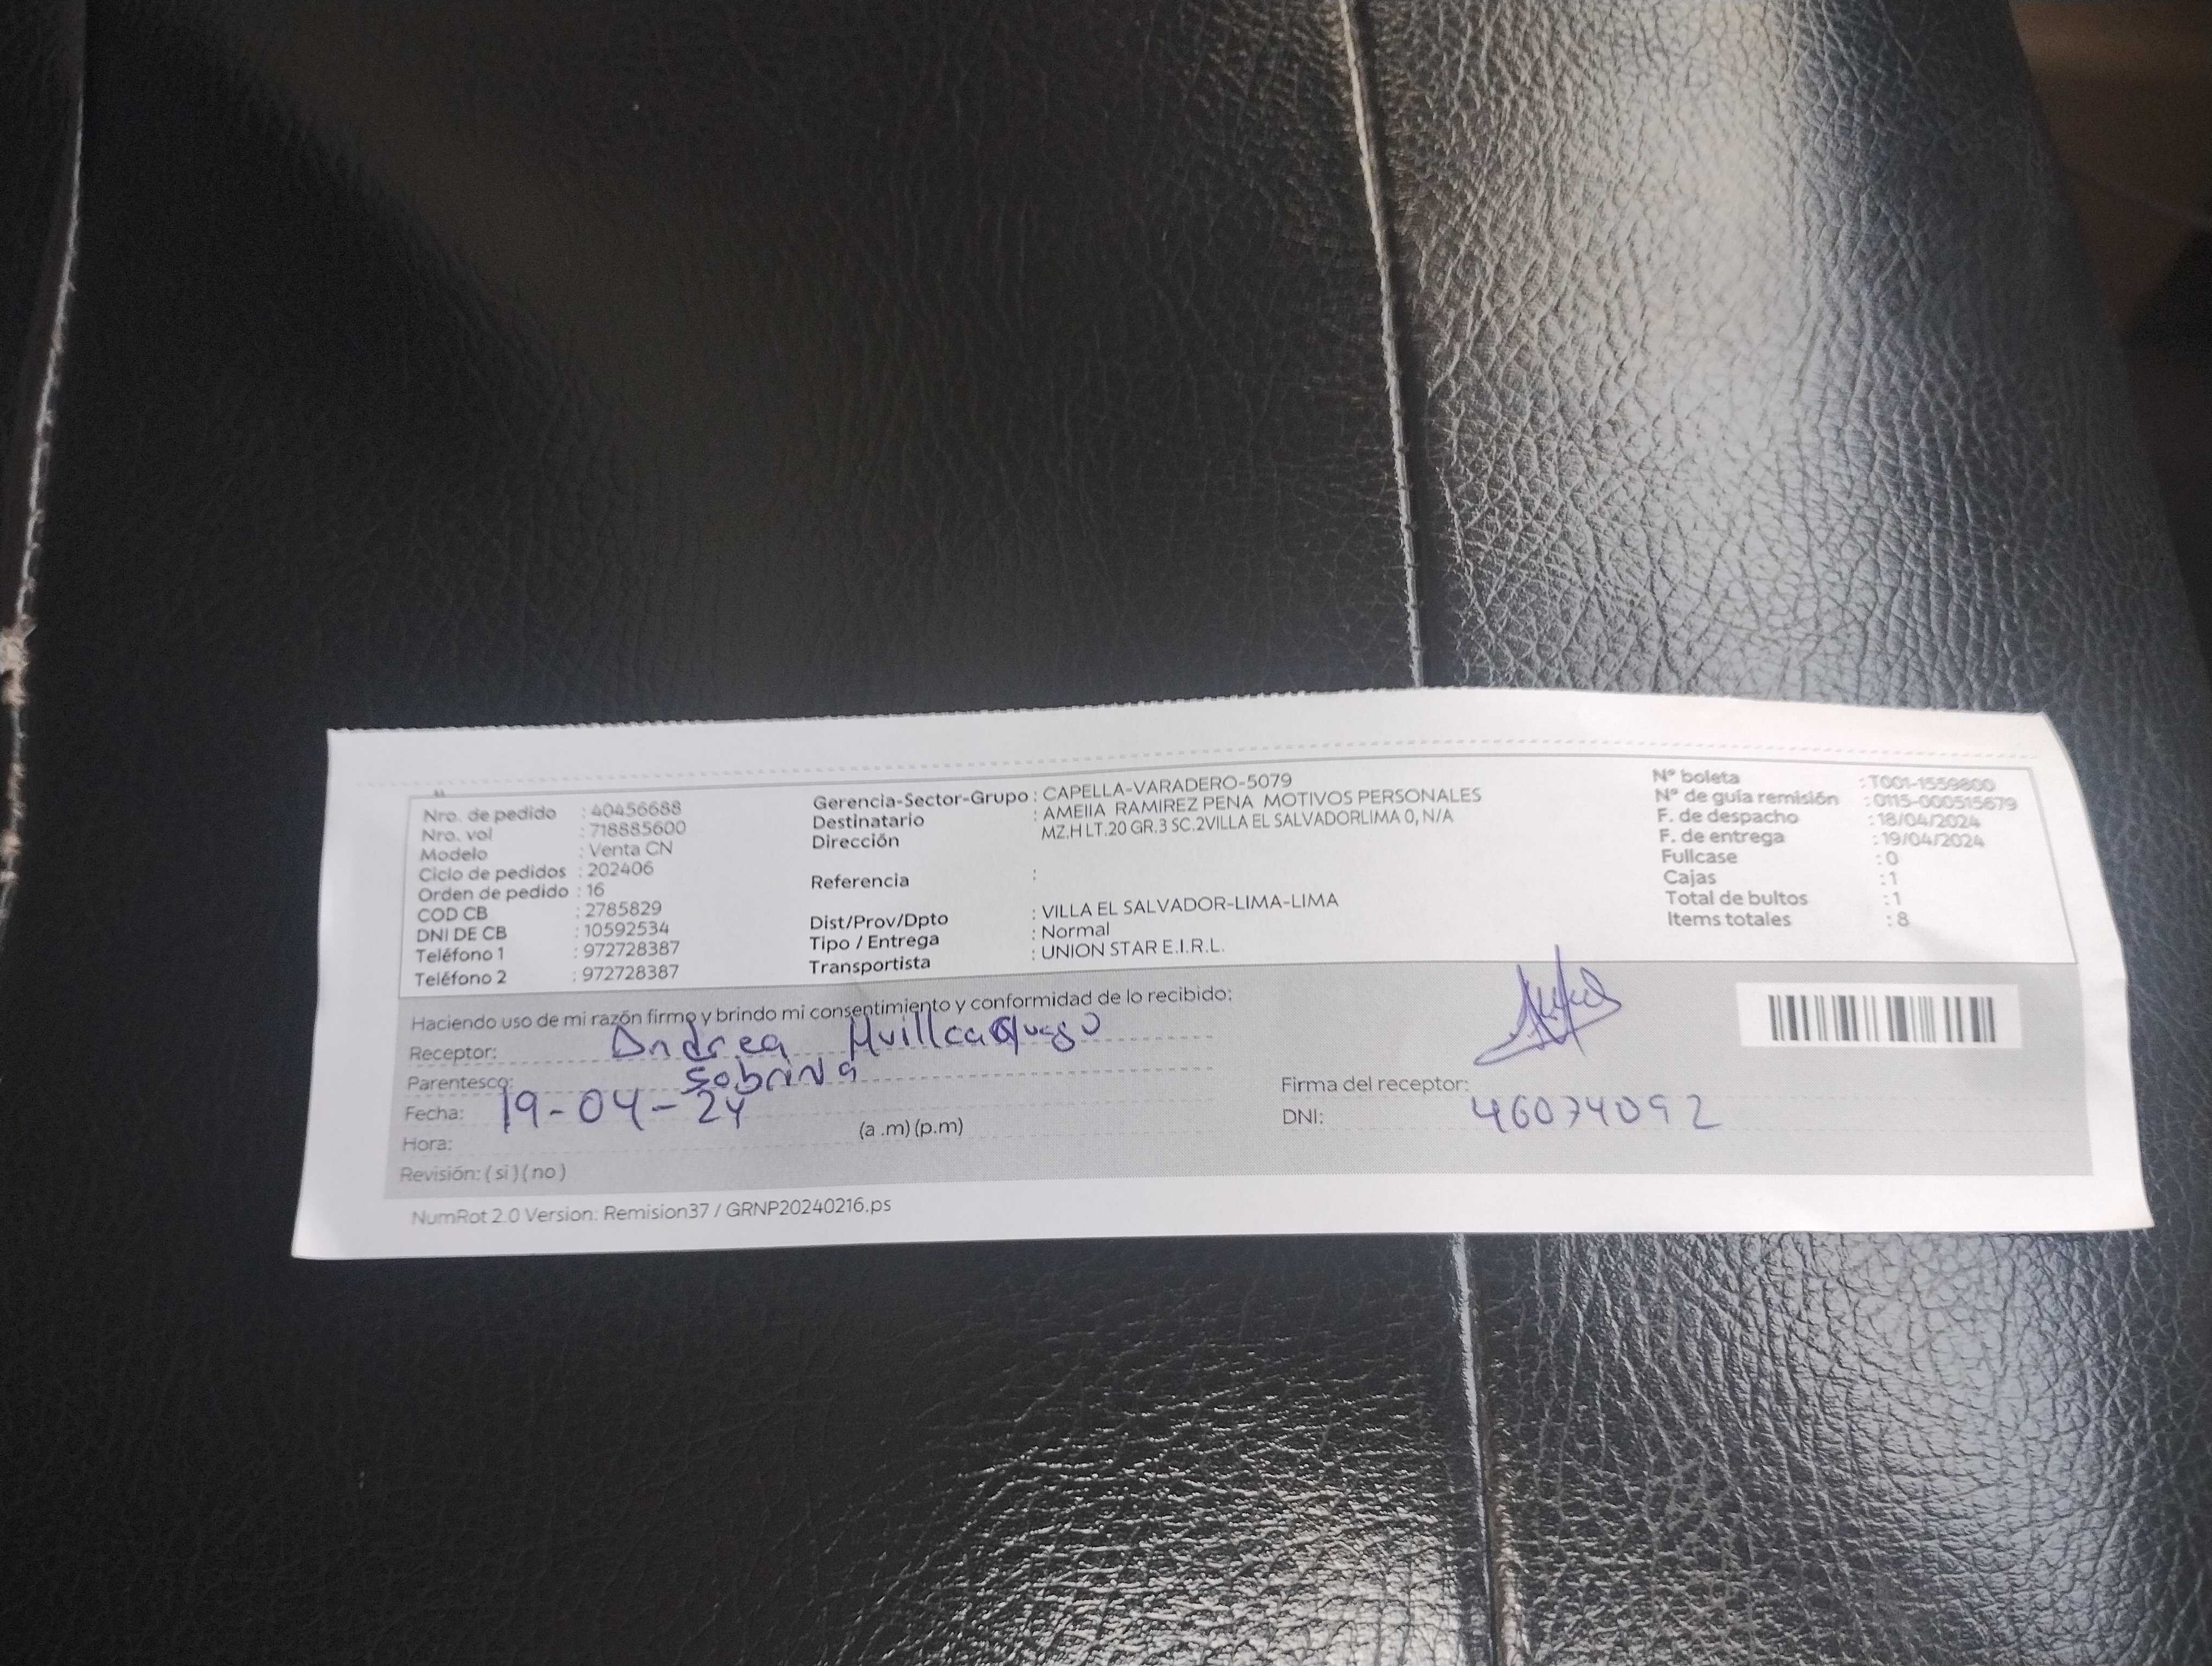 Nro. de pedido : 40456688
Nro. vol : 718885600
Modelo : Venta CN
Ciclo de pedidos : 202406
Orden de pedido : 16
COD CB : 2785829
DNI DE CB : 10592534
Teléfono 1 : 972728387
Teléfono 2 : 972728387
Gerencia-Sector-Grupo : CAPELLA-VARADERO-5079
Destinatario : AMEIIA RAMIREZ PENA MOTIVOS PERSONALES
Dirección MZ.H LT.20 GR.3 SC.2VILLA EL SALVADORLIMA 0, N/A
Referencia :
Dist/Prov/Dpto : VILLA EL SALVADOR-LIMA-LIMA
Tipo / Entrega : Normal
Transportista : UNION STAR E.I.R.L.
N° boleta : T001-1559800
N° de guía remisión : 0115-000515679
F. de despacho : 18/04/2024
F. de entrega : 19/04/2024
Fullcase : 0
Cajas : 1
Total de bultos : 1
Items totales : 8
Haciendo uso de mi razón firmo y brindo mi consentimiento y conformidad de lo recibido:
Receptor: Andrea
Parentesco: Sobrina
Fecha: 19-04-24
Hora: (a .m) (p.m)
Revisión: ( si ) ( no )
Firma del receptor:
DNI: 46074092
NumRot 2.0 Version: Remision37 / GRNP20240216.ps